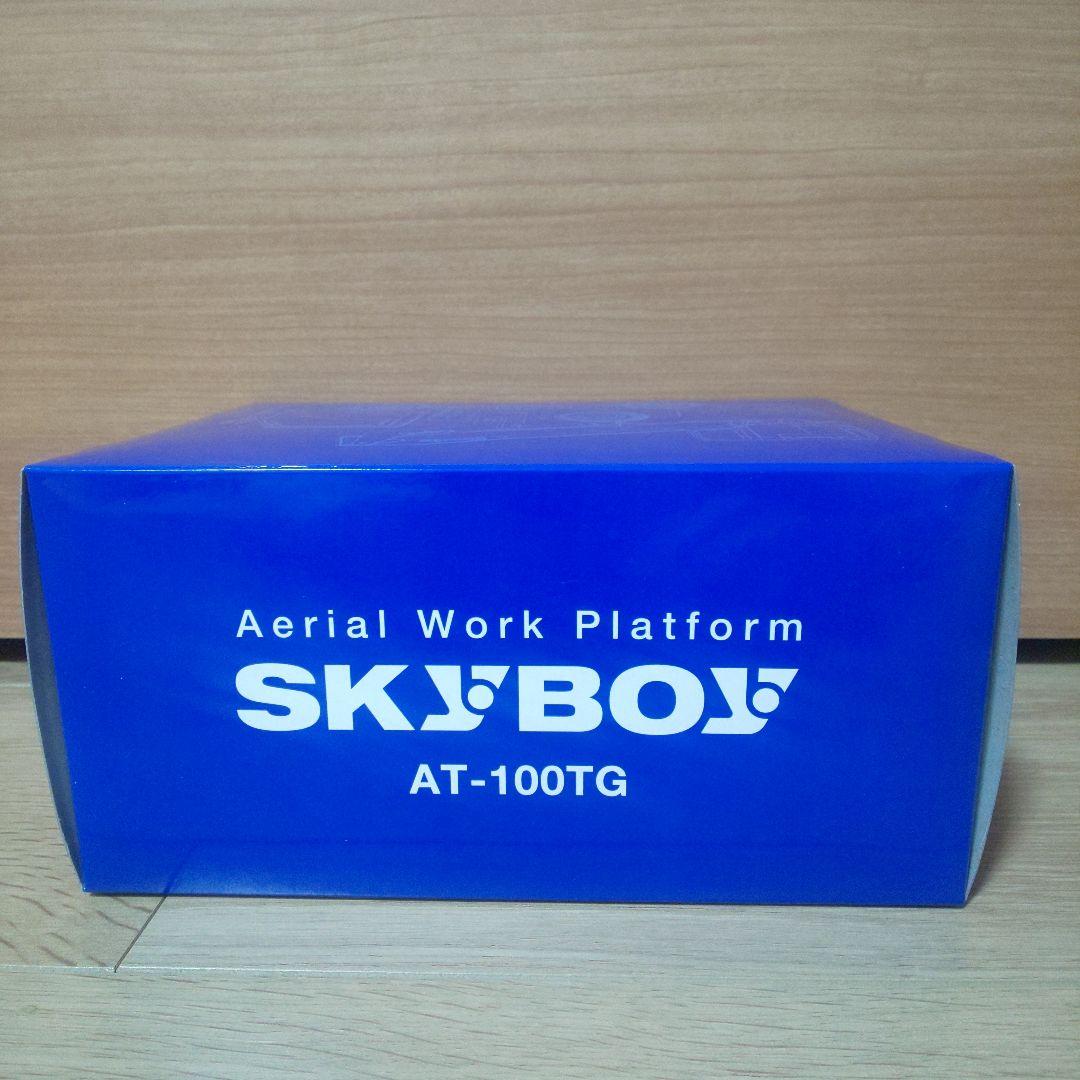 Aerial Work Platform
SKYBOY
AT-100TG